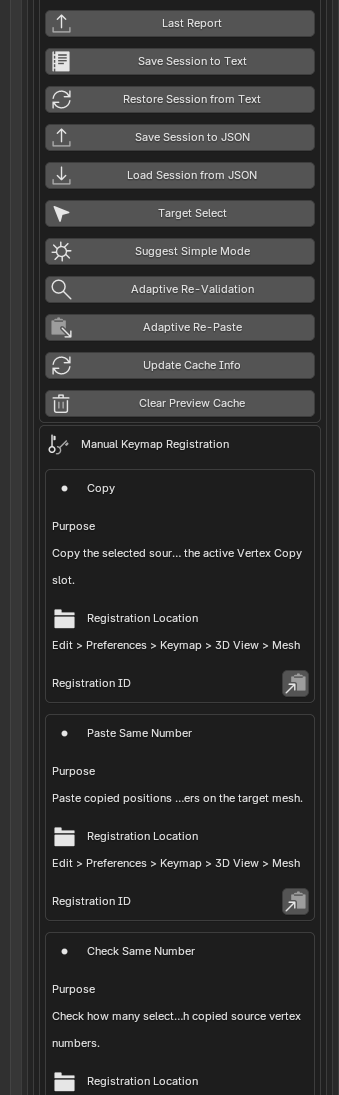 Last Report
Save Session to Text
Restore Session from Text
Save Session to JSON
Load Session from JSON
Target Select
Suggest Simple Mode
Adaptive Re-Validation
Adaptive Re-Paste
Update Cache Info
Clear Preview Cache
Manual Keymap Registration
Copy
Purpose
Copy the selected sour... the active Vertex Copy
slot.
Registration Location
Edit > Preferences > Keymap > 3D View > Mesh
Registration ID
Paste Same Number
Purpose
Paste copied positions ...ers on the target mesh.
Registration Location
Edit > Preferences > Keymap > 3D View > Mesh
Registration ID
Check Same Number
Purpose
Check how many select...h copied source vertex
numbers.
Registration Location